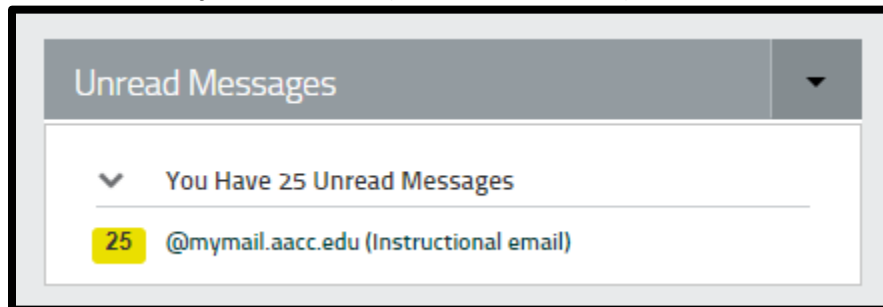 Unread Messages
You Have 25 Unread Messages
25 @mymail.aacc.edu (Instructional email)